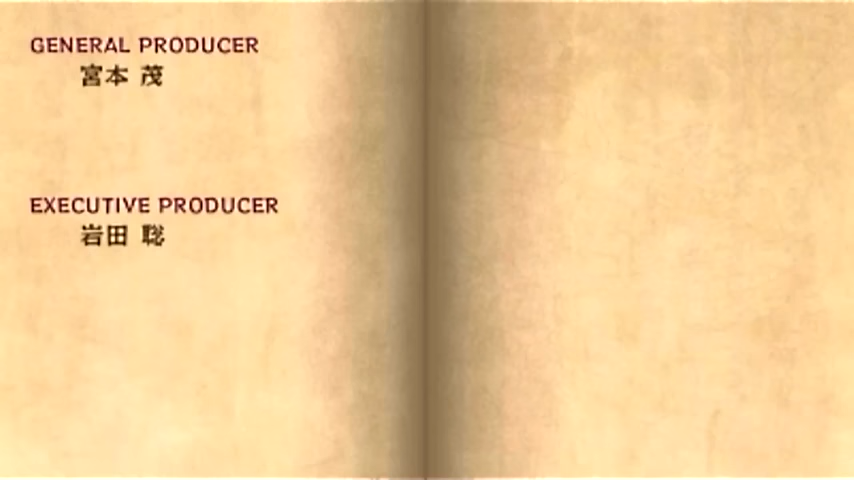 GENERAL PRODUCER
宮本 茂
EXECUTIVE PRODUCER
岩田 聡